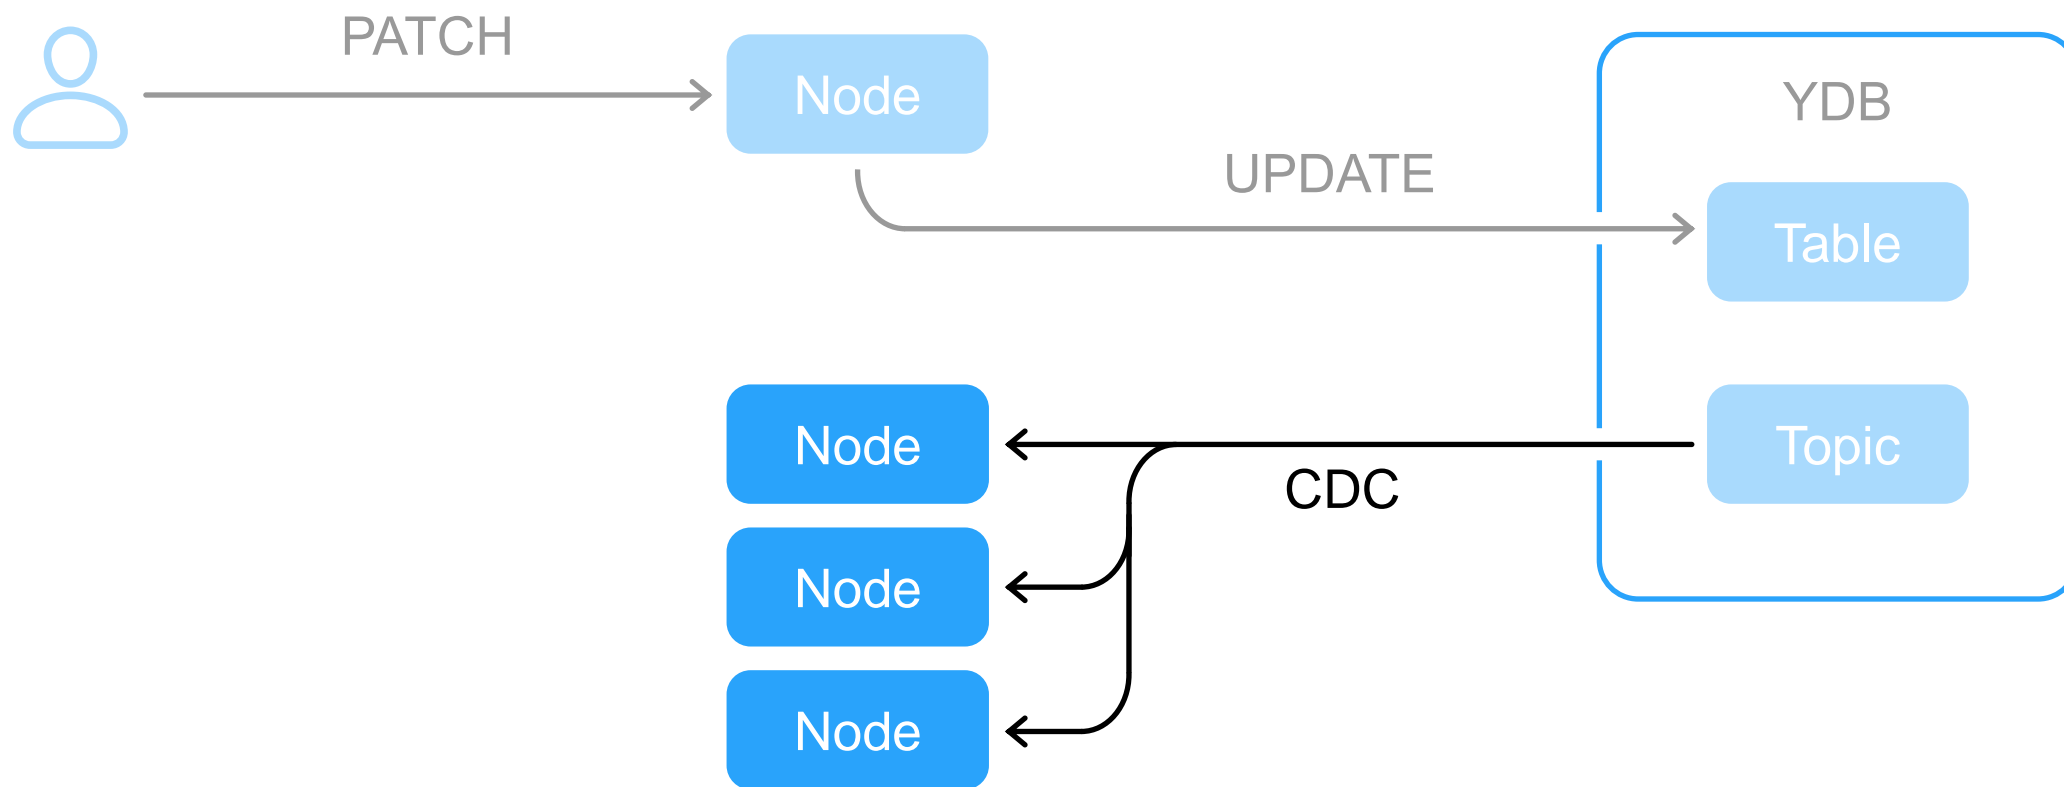 PATCH
Node
YDB
UPDATE
Table
Node
Topic
CDC
Node
Node